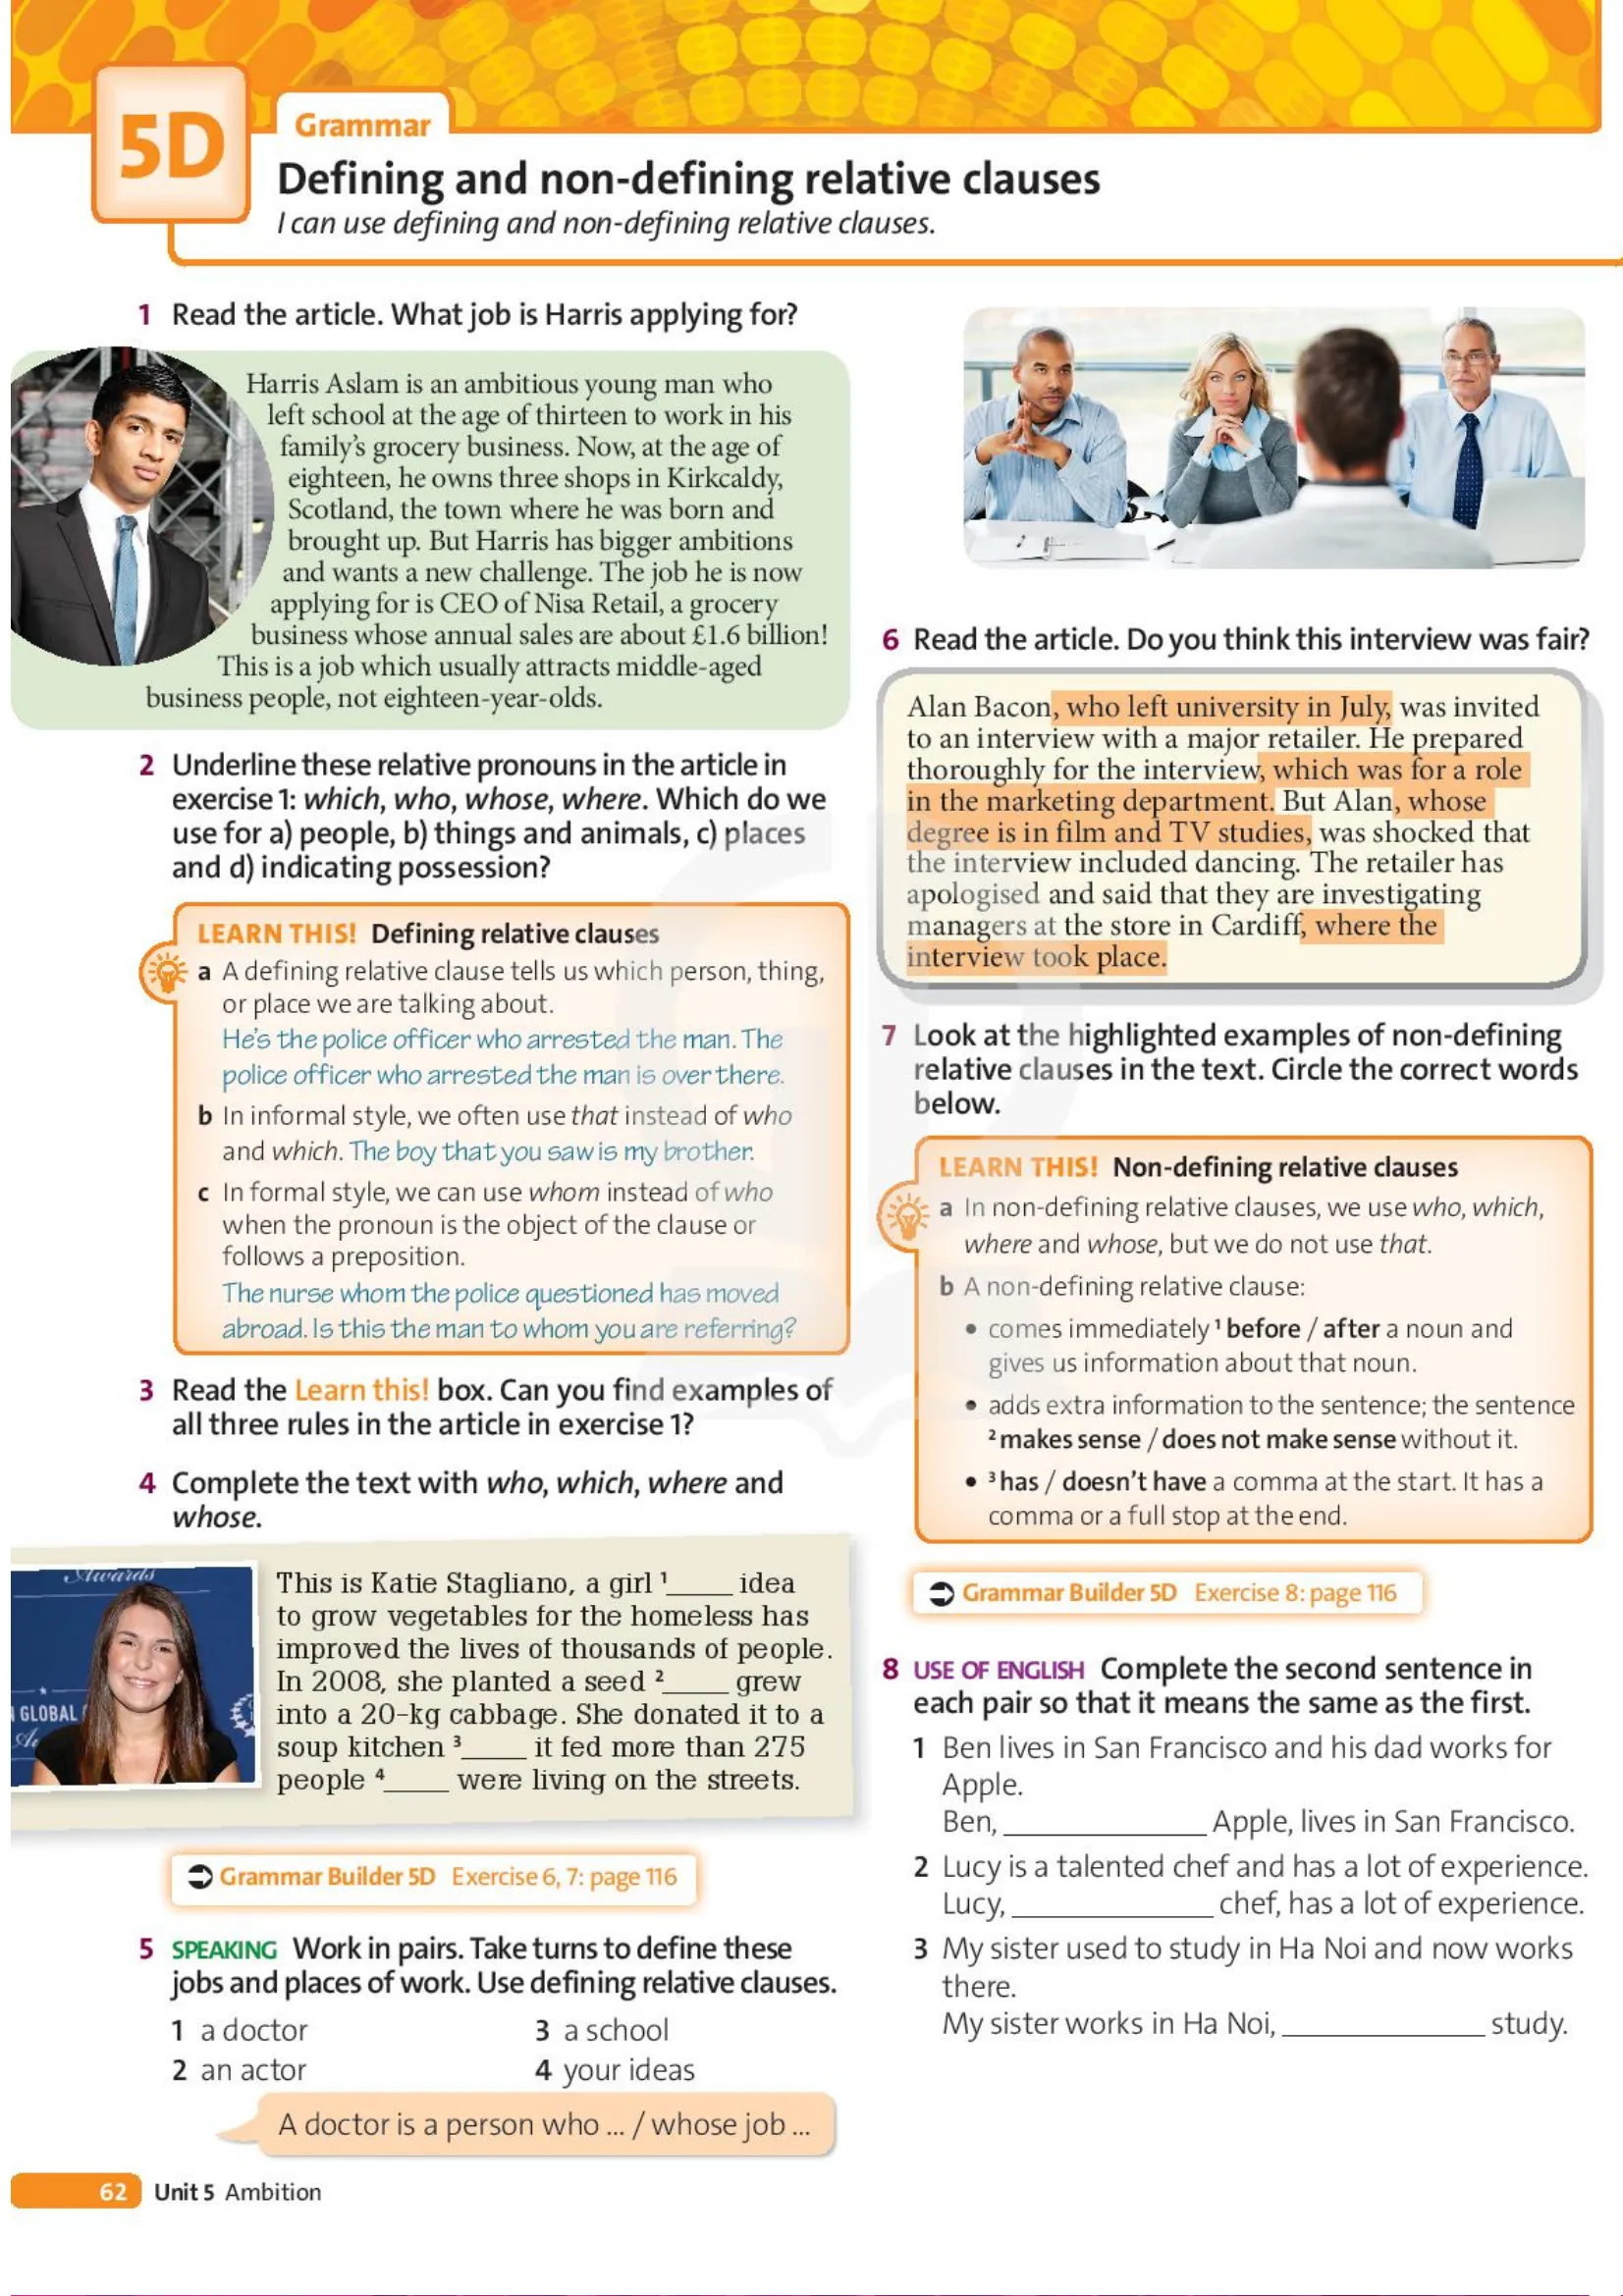 5D
Grammar
Defining and non-defining relative clauses
I can use defining and non-defining relative clauses.
1 Read the article. What job is Harris applying for?
Harris Aslam is an ambitious young man who
left school at the age of thirteen to work in his
family's grocery business. Now, at the age of
eighteen, he owns three shops in Kirkcaldy,
Scotland, the town where he was born and
brought up. But Harris has bigger ambitions
and wants a new challenge. The job he is now
applying for is CEO of Nisa Retail, a grocery
business whose annual sales are about £1.6 billion!
This is a job which usually attracts middle-aged
business people, not eighteen-year-olds.
2 Underline these relative pronouns in the article in
exercise 1: which, who, whose, where. Which do we
use for a) people, b) things and animals, c) places
and d) indicating possession?
LEARN THIS! Defining relative clauses
a A defining relative clause tells us which person, thing,
or place we are talking about.
He's the police officer who arrested the man. The
police officer who arrested the man is over there.
b In informal style, we often use that instead of who
and which. The boy that you saw is my brother.
c In formal style, we can use whom instead of who
when the pronoun is the object of the clause or
follows a preposition.
The nurse whom the police questioned has moved
abroad. Is this the man to whom you are referring?
3 Read the Learn this! box. Can you find examples of
all three rules in the article in exercise 1?
4 Complete the text with who, which, where and
whose.
Awards
GLOBAL
This is Katie Stagliano, a girl 1____ idea
to grow vegetables for the homeless has
improved the lives of thousands of people.
In 2008, she planted a seed 2____ grew
into a 20-kg cabbage. She donated it to a
soup kitchen 3____ it fed more than 275
people 4____ were living on the streets.
Grammar Builder 5D Exercise 6, 7: page 116
5 SPEAKING Work in pairs. Take turns to define these
jobs and places of work. Use defining relative clauses.
1 a doctor 3 a school
2 an actor 4 your ideas
A doctor is a person who ... / whose job ...
6 Read the article. Do you think this interview was fair?
Alan Bacon, who left university in July, was invited
to an interview with a major retailer. He prepared
thoroughly for the interview, which was for a role
in the marketing department. But Alan, whose
degree is in film and TV studies, was shocked that
the interview included dancing. The retailer has
apologised and said that they are investigating
managers at the store in Cardiff, where the
interview took place.
7 Look at the highlighted examples of non-defining
relative clauses in the text. Circle the correct words
below.
LEARN THIS! Non-defining relative clauses
a In non-defining relative clauses, we use who, which,
where and whose, but we do not use that.
b A non-defining relative clause:
• comes immediately 1 before / after a noun and
gives us information about that noun.
• adds extra information to the sentence; the sentence
2 makes sense / does not make sense without it.
• 3 has / doesn't have a comma at the start. It has a
comma or a full stop at the end.
Grammar Builder 5D Exercise 8: page 116
8 USE OF ENGLISH Complete the second sentence in
each pair so that it means the same as the first.
1 Ben lives in San Francisco and his dad works for
Apple.
Ben, ______________ Apple, lives in San Francisco.
2 Lucy is a talented chef and has a lot of experience.
Lucy, ______________ chef, has a lot of experience.
3 My sister used to study in Ha Noi and now works
there.
My sister works in Ha Noi, ______________ study.
62 Unit 5 Ambition